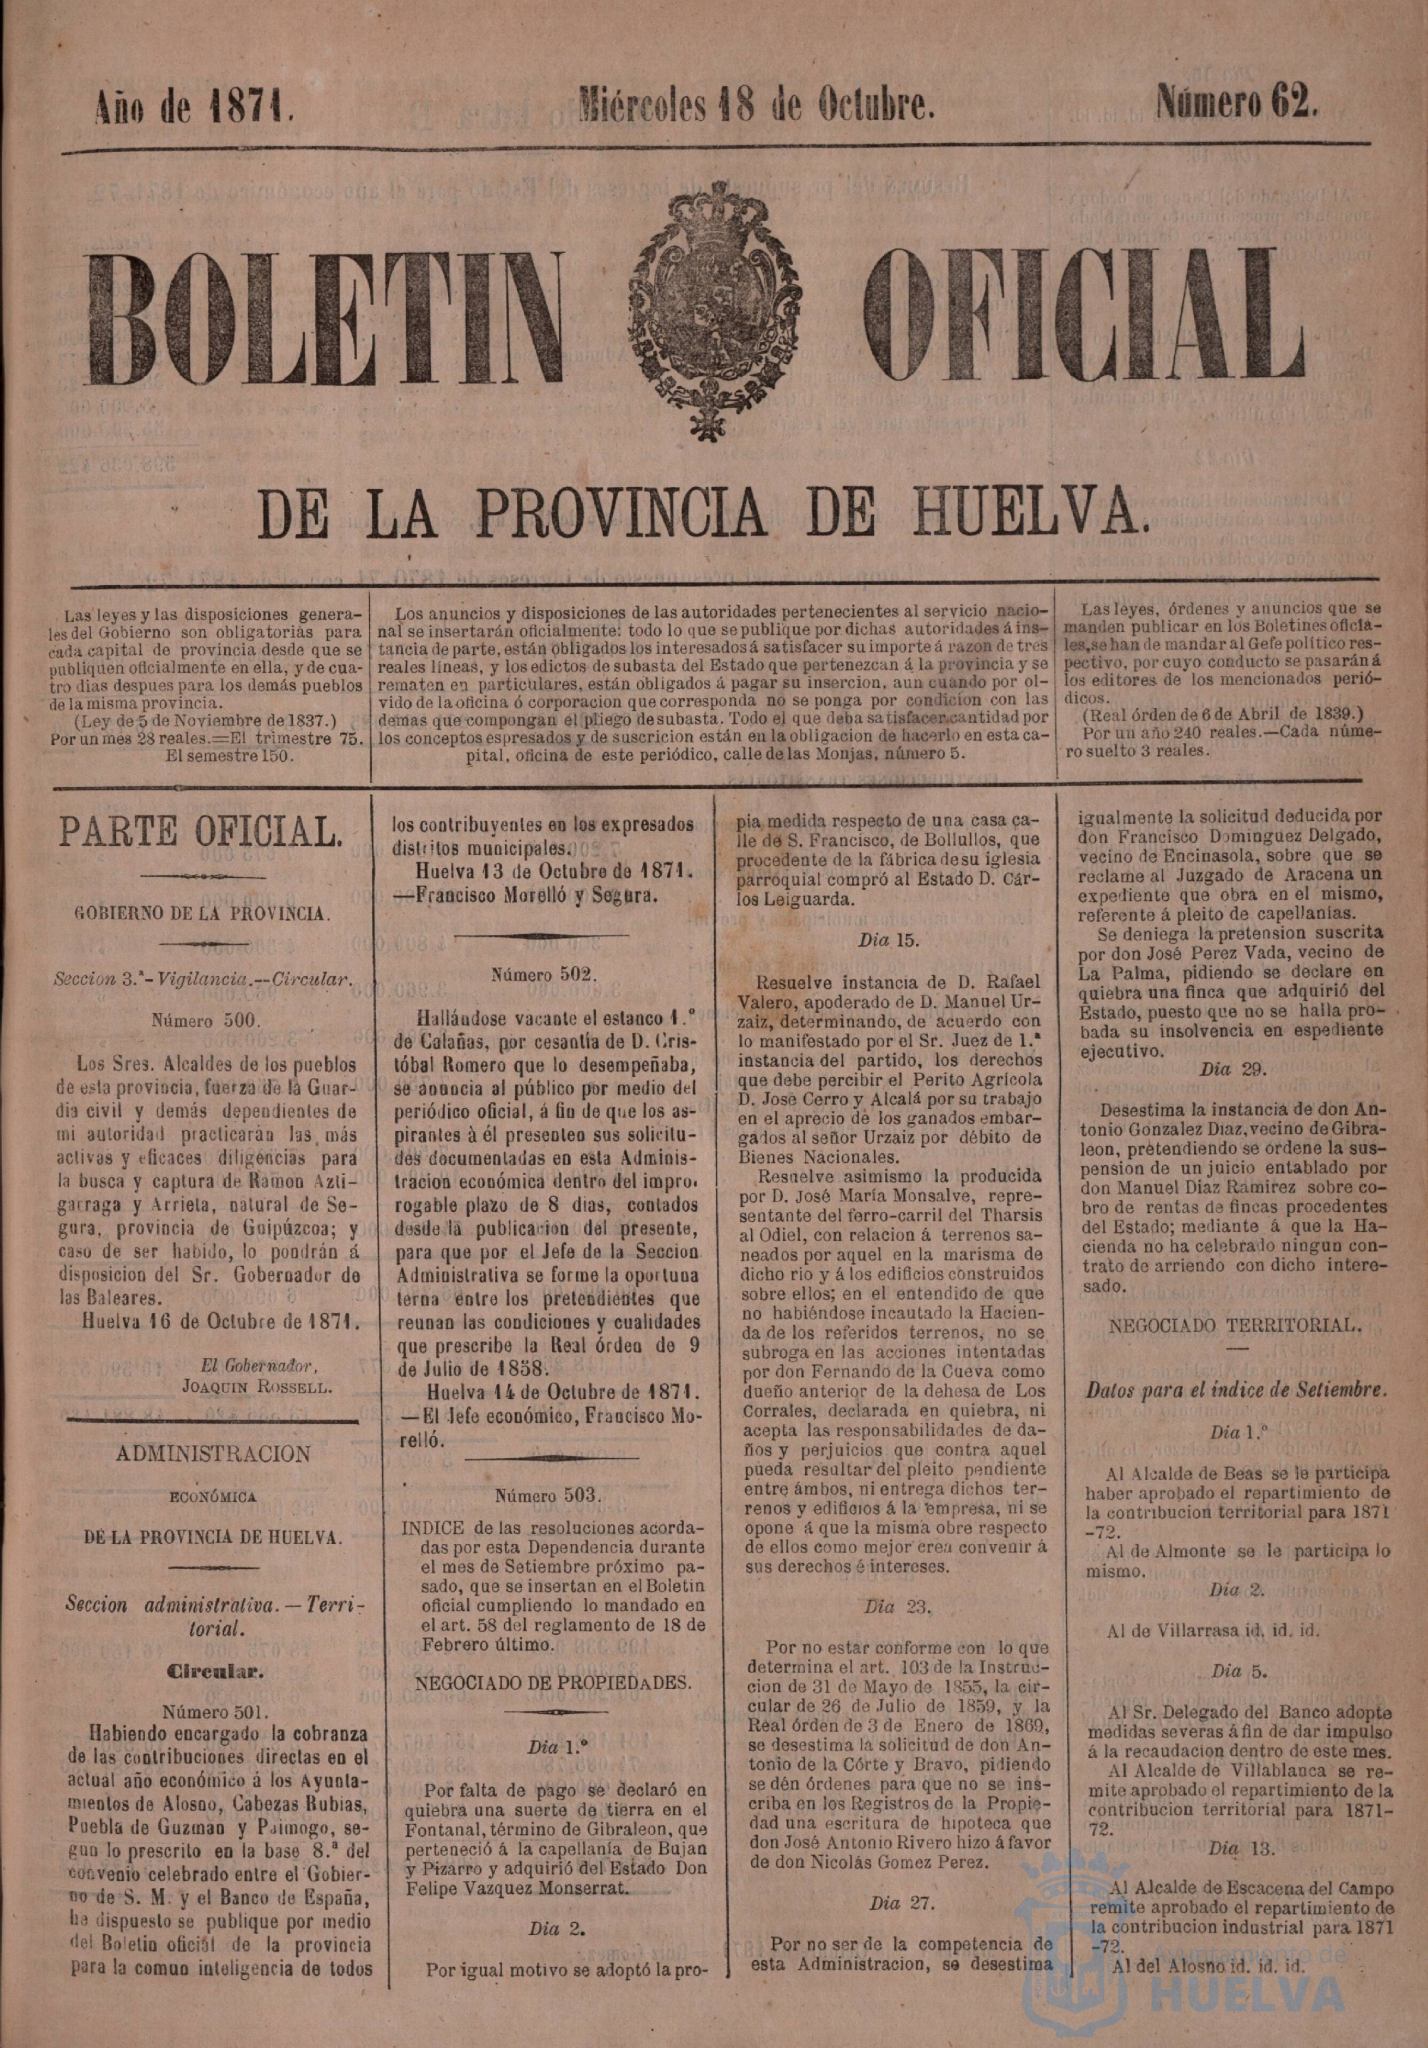 Año de 1871.
Miércoles 18 de Octubre.
Número 62.
BOLETIN OFICIAL
DE LA PROVINCIA DE HUELVA.
Las leyes y las disposiciones genera-
les del Gobierno son obligatorias para
cada capital de provincia desde que se
publiquen oficialmente en ella, y de cua-
tro dias despues para los demás pueblos
de la misma provincia.
(Ley de 5 de Noviembre de 1837.)
Por un mes 28 reales.=El trimestre 75.
El semestre 150.
Los anuncios y disposiciones de las autoridades pertenecientes al servicio nacio-
nal se insertarán oficialmente: todo lo que se publique por dichas autoridades á ins-
tancia de parte, están obligados los interesados á satisfacer su importe á razon de tres
reales líneas, y los edictos de subasta del Estado que pertenezcan á la provincia y se
rematen en particulares, están obligados á pagar su insercion, aun cuando por ol-
vido de la oficina ó corporacion que corresponda no se ponga por condicion con las
demas que compongan el pliego de subasta. Todo el que deba satisfacer cantidad por
los conceptos espresados y de suscricion están en la obligacion de hacerlo en esta ca-
pital, oficina de este periódico, calle de las Monjas, número 5.
Las leyes, órdenes y anuncios que se
manden publicar en los Boletines oficia-
les, se han de mandar al Gefe político res-
pectivo, por cuyo conducto se pasarán á
los editores de los mencionados perió-
dicos.
(Real órden de 6 de Abril de 1839.)
Por un año 240 reales.—Cada núme-
ro suelto 3 reales.
PARTE OFICIAL.
GOBIERNO DE LA PROVINCIA.
Seccion 3.ª- Vigilancia.--Circular.
Número 500.
Los Sres. Alcaldes de los pueblos
de esta provincia, fuerza de la Guar-
dia civil y demás dependientes de
mi autoridad practicarán las más
activas y eficaces diligencias para
la busca y captura de Ramon Azti-
garraga y Arrieta, natural de Se-
gura, provincia de Guipúzcoa; y
caso de ser habido, lo pondrán á
disposicion del Sr. Gobernador de
las Baleares.
Huelva 16 de Octubre de 1871.
El Gobernador,
JOAQUIN ROSSELL.
ADMINISTRACION
ECONÓMICA
DE LA PROVINCIA DE HUELVA.
Seccion administrativa. — Terri-
torial.
Circular.
Número 501.
Habiendo encargado la cobranza
de las contribuciones directas en el
actual año económico á los Ayunta-
mientos de Alosno, Cabezas Rubias,
Puebla de Guzman y Paimogo, se-
gun lo prescrito en la base 8.ª del
convenio celebrado entre el Gobier-
no de S. M. y el Banco de España,
he dispuesto se publique por medio
del Boletin oficial de la provincia
para la comun inteligencia de todos
los contribuyentes en los expresados
distritos municipales.
Huelva 13 de Octubre de 1871.
—Francisco Morelló y Segura.
Número 502.
Hallándose vacante el estanco 1.º
de Calañas, por cesantía de D. Cris-
tóbal Romero que lo desempeñaba,
se anuncia al público por medio del
periódico oficial, á fin de que los as-
pirantes à él presenten sus solicitu-
des documentadas en esta Adminis-
tracion económica dentro del impro-
rogable plazo de 8 dias, contados
desde la publicacion del presente,
para que por el Jefe de la Seccion
Administrativa se forme la oportuna
terna entre los pretendientes que
reunan las condiciones y cualidades
que prescribe la Real órden de 9
de Julio de 1858.
Huelva 14 de Octubre de 1871.
—El Jefe económico, Francisco Mo-
relló.
Número 503.
INDICE de las resoluciones acorda-
das por esta Dependencia durante
el mes de Setiembre próximo pa-
sado, que se insertan en el Boletin
oficial cumpliendo lo mandado en
el art. 58 del reglamento de 18 de
Febrero último.
NEGOCIADO DE PROPIEDADES.
Dia 1.º
Por falta de pago se declaró en
quiebra una suerte de tierra en el
Fontanal, término de Gibraleon, que
perteneció á la capellanía de Bujan
y Pizarro y adquirió del Estado Don
Felipe Vazquez Monserrat.
Dia 2.
Por igual motivo se adoptó la pro-
pia medida respecto de una casa ca-
lle de S. Francisco, de Bollullos, que
procedente de la fábrica de su iglesia
parroquial compró al Estado D. Cár-
los Leiguarda.
Dia 15.
Resuelve instancia de D. Rafael
Valero, apoderado de D. Manuel Ur-
zaiz, determinando, de acuerdo con
lo manifestado por el Sr. Juez de 1.ª
instancia del partido, los derechos
que debe percibir el Perito Agrícola
D. José Cerro y Alcalá por su trabajo
en el aprecio de los ganados embar-
gados al señor Urzaiz por débito de
Bienes Nacionales.
Resuelve asimismo la producida
por D. José María Monsalve, repre-
sentante del ferro-carril del Tharsis
al Odiel, con relacion á terrenos sa-
neados por aquel en la marisma de
dicho rio y á los edificios construidos
sobre ellos; en el entendido de que
no habiéndose incautado la Hacien-
da de los referidos terrenos, no se
subroga en las acciones intentadas
por don Fernando de la Cueva como
dueño anterior de la dehesa de Los
Corrales, declarada en quiebra, ni
acepta las responsabilidades de da-
ños y perjuicios que contra aquel
pueda resultar del pleito pendiente
entre ámbos, ni entrega dichos ter-
renos y edificios á la empresa, ni se
opone á que la misma obre respecto
de ellos como mejor crea convenir á
sus derechos é intereses.
Dia 23.
Por no estar conforme con lo que
determina el art. 103 de la Instruc-
cion de 31 de Mayo de 1855, la cir-
cular de 26 de Julio de 1859, y la
Real órden de 3 de Enero de 1869,
se desestima la solicitud de don An-
tonio de la Córte y Bravo, pidiendo
se dén órdenes para que no se ins-
criba en los Registros de la Propie-
dad una escritura de hipoteca que
don José Antonio Rivero hizo á favor
de don Nicolás Gomez Perez.
Dia 27.
Por no ser de la competencia de
esta Administracion, se desestima
igualmente la solicitud deducida por
don Francisco Dominguez Delgado,
vecino de Encinasola, sobre que se
reclame al Juzgado de Aracena un
expediente que obra en el mismo,
referente á pleito de capellanías.
Se deniega la pretension suscrita
por don José Perez Vada, vecino de
La Palma, pidiendo se declare en
quiebra una finca que adquirió del
Estado, puesto que no se halla pro-
bada su insolvencia en espediente
ejecutivo.
Dia 29.
Desestima la instancia de don An-
tonio Gonzalez Diaz, vecino de Gibra-
leon, pretendiendo se ordene la sus-
pension de un juicio entablado por
don Manuel Diaz Ramirez sobre co-
bro de rentas de fincas procedentes
del Estado; mediante á que la Ha-
cienda no ha celebrado ningun con-
trato de arriendo con dicho intere-
sado.
NEGOCIADO TERRITORIAL.
Datos para el índice de Setiembre.
Dia 1.º
Al Alcalde de Beas se le participa
haber aprobado el repartimiento de
la contribucion territorial para 1871
-72.
Al de Almonte se le participa lo
mismo.
Dia 2.
Al de Villarrasa id. id. id.
Dia 5.
Al Sr. Delegado del Banco adopte
medidas severas á fin de dar impulso
á la recaudacion dentro de este mes.
Al Alcalde de Villablanca se re-
mite aprobado el repartimiento de la
contribucion territorial para 1871-
72.
Dia 13.
Al Alcalde de Escacena del Campo
remite aprobado el repartimiento de
la contribucion industrial para 1871
-72.
Al del Alosno id. id. id.
Ayuntamiento de
HUELVA